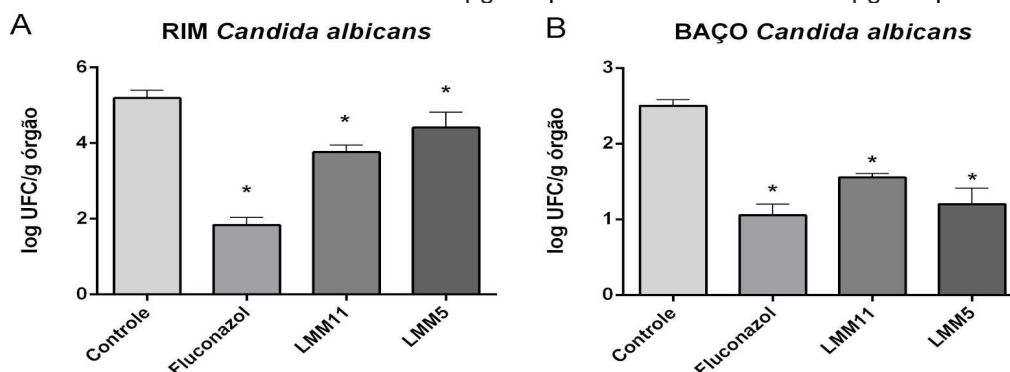 A
RIM Candida albicans
log UFC/g órgão
6
4
2
0
*
*
*
Controle
Fluconazol
LMM11
LMM5
B
BAÇO Candida albicans
log UFC/g órgão
3
2
1
0
*
*
*
Controle
Fluconazol
LMM11
LMM5